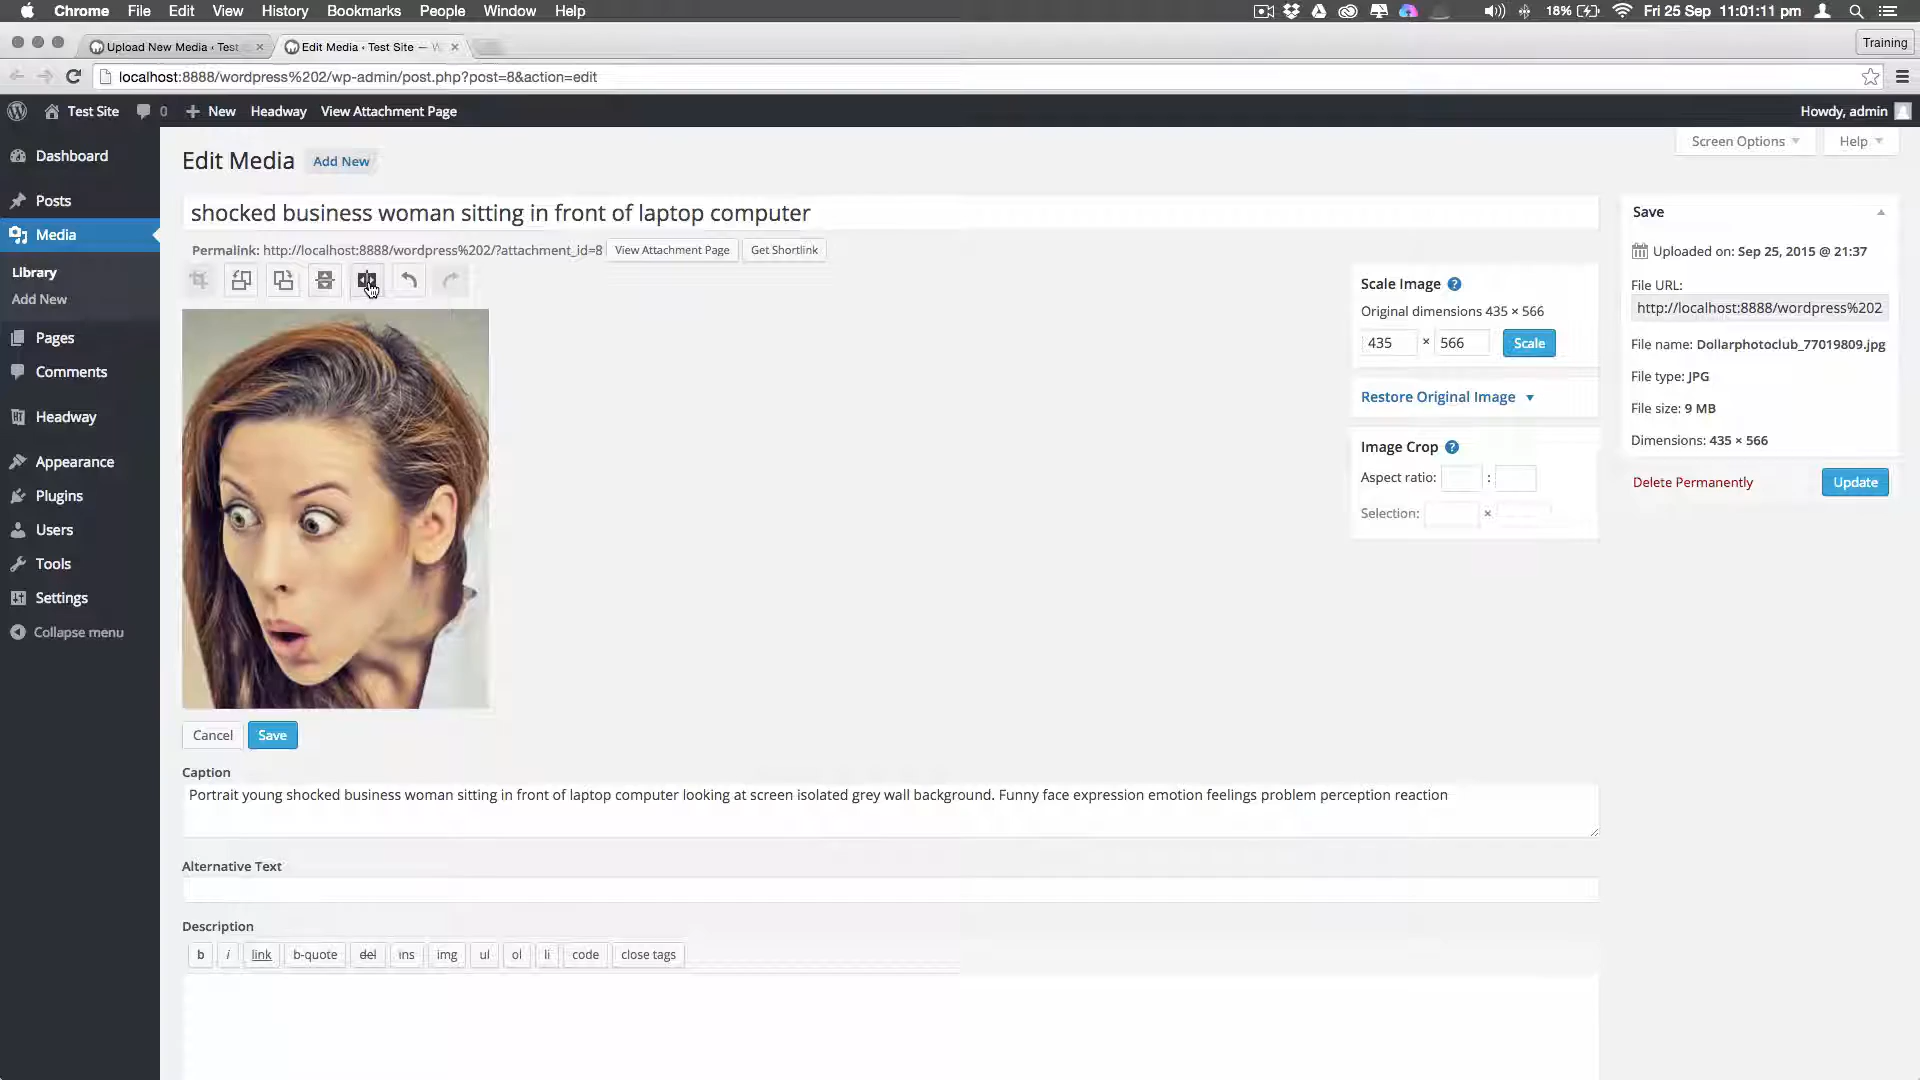 Chrome File Edit View History Bookmarks People Window Help 18% Fri 25 Sep 11:01:11 pm
Upload New Media ‹ Test × Edit Media ‹ Test Site — × Training
localhost:8888/wordpress%202/wp-admin/post.php?post=8&action=edit
Test Site 0 + New Headway View Attachment Page Howdy, admin
Screen Options Help
Edit Media Add New
shocked business woman sitting in front of laptop computer
Permalink: http://localhost:8888/wordpress%202/?attachment_id=8 View Attachment Page Get Shortlink
Dashboard
Posts
Media
Library
Add New
Pages
Comments
Headway
Appearance
Plugins
Users
Tools
Settings
Collapse menu
Scale Image ?
Original dimensions 435 × 566
435 × 566 Scale
Restore Original Image
Image Crop ?
Aspect ratio: :
Selection: ×
Save
Uploaded on: Sep 25, 2015 @ 21:37
File URL:
http://localhost:8888/wordpress%202
File name: Dollarphotoclub_77019809.jpg
File type: JPG
File size: 9 MB
Dimensions: 435 × 566
Delete Permanently Update
Cancel Save
Caption
Portrait young shocked business woman sitting in front of laptop computer looking at screen isolated grey wall background. Funny face expression emotion feelings problem perception reaction
Alternative Text
Description
b i link b-quote del ins img ul ol li code close tags